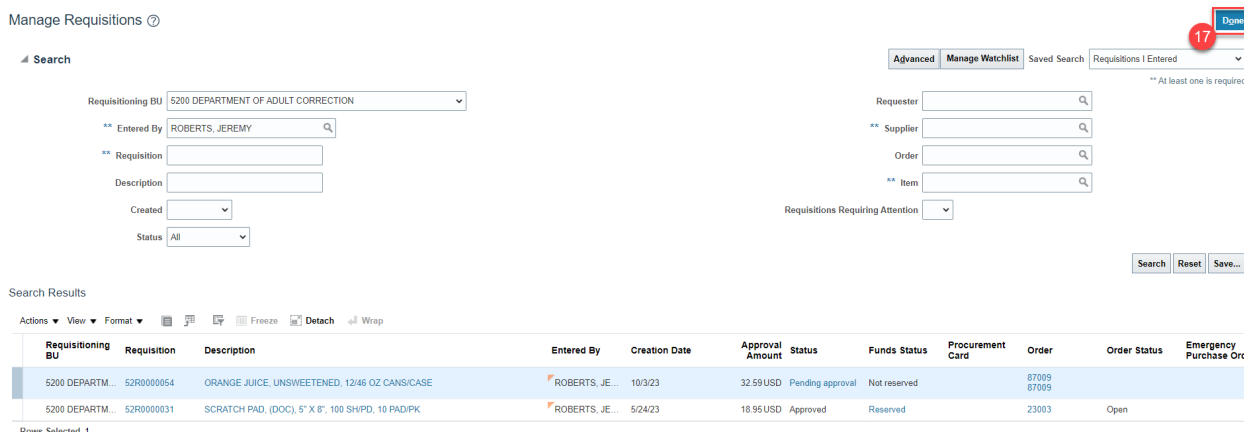 Manage Requisitions
Done
17
Search
Advanced Manage Watchlist Saved Search Requisitions I Entered
** At least one is required
Requisitioning BU 5200 DEPARTMENT OF ADULT CORRECTION
Requester
** Entered By ROBERTS, JEREMY
** Supplier
** Requisition
Order
Description
** Item
Created
Requisitions Requiring Attention
Status All
Search Reset Save...
Search Results
Actions View Format Freeze Detach Wrap
Requisitioning BU Requisition Description Entered By Creation Date Approval Amount Status Funds Status Procurement Card Order Order Status Emergency Purchase Ord
5200 DEPARTM... 52R0000054 ORANGE JUICE, UNSWEETENED, 12/46 OZ CANS/CASE ROBERTS, JE... 10/3/23 32.59 USD Pending approval Not reserved 87009
87009
5200 DEPARTM... 52R0000031 SCRATCH PAD, (DOC), 5" X 8", 100 SH/PD, 10 PAD/PK ROBERTS, JE... 5/24/23 18.95 USD Approved Reserved 23003 Open
Rows Selected 1